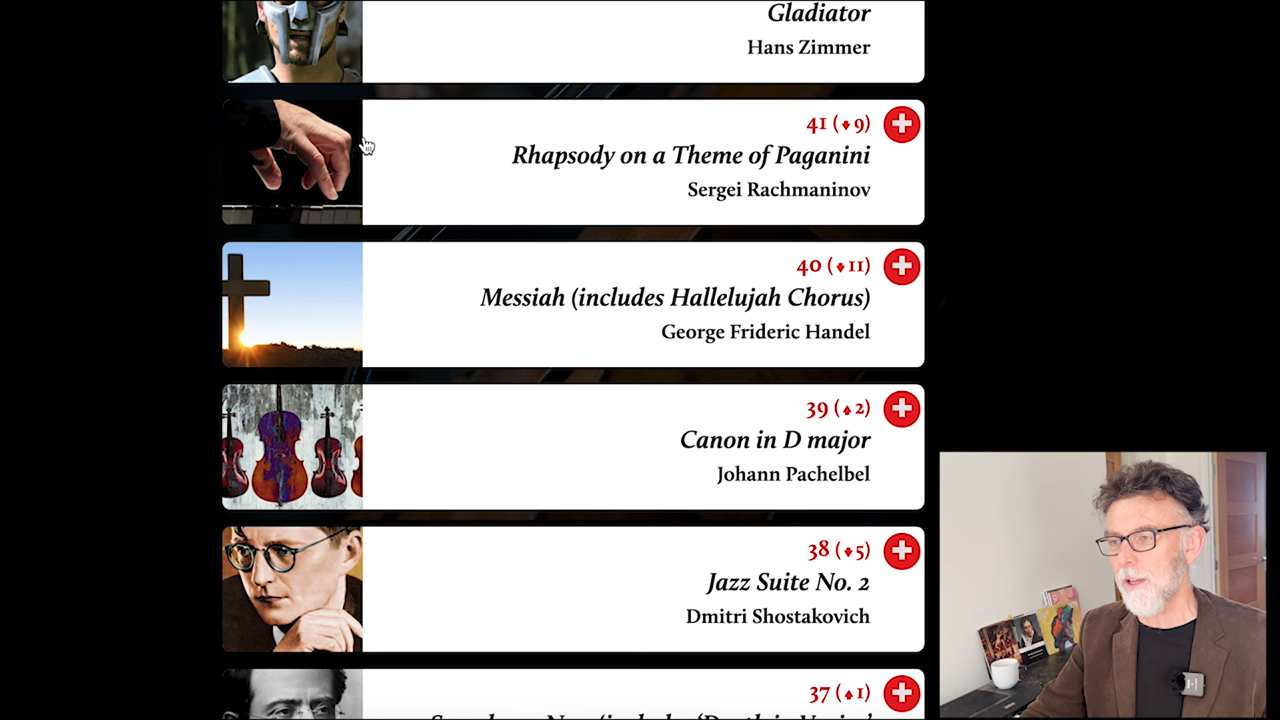 Gladiator
Hans Zimmer
41 (▼9)
Rhapsody on a Theme of Paganini
Sergei Rachmaninov
40 (▼11)
Messiah (includes Hallelujah Chorus)
George Frideric Handel
39 (▲2)
Canon in D major
Johann Pachelbel
38 (▼5)
Jazz Suite No. 2
Dmitri Shostakovich
37 (▲1)